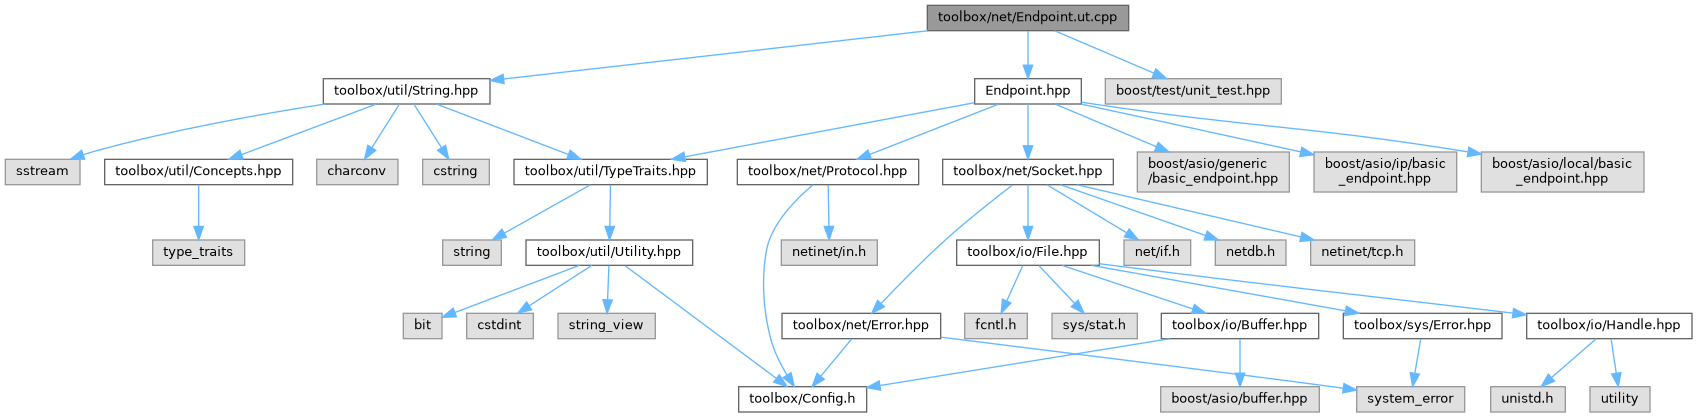 toolbox/net/Endpoint.ut.cpp
toolbox/util/String.hpp
Endpoint.hpp
boost/test/unit_test.hpp
sstream
toolbox/util/Concepts.hpp
charconv
cstring
toolbox/util/TypeTraits.hpp
toolbox/net/Protocol.hpp
toolbox/net/Socket.hpp
boost/asio/generic
/basic_endpoint.hpp
boost/asio/ip/basic
_endpoint.hpp
boost/asio/local/basic
_endpoint.hpp
type_traits
string
toolbox/util/Utility.hpp
netinet/in.h
toolbox/io/File.hpp
net/if.h
netdb.h
netinet/tcp.h
bit
cstdint
string_view
toolbox/net/Error.hpp
fcntl.h
sys/stat.h
toolbox/io/Buffer.hpp
toolbox/sys/Error.hpp
toolbox/io/Handle.hpp
toolbox/Config.h
boost/asio/buffer.hpp
system_error
unistd.h
utility